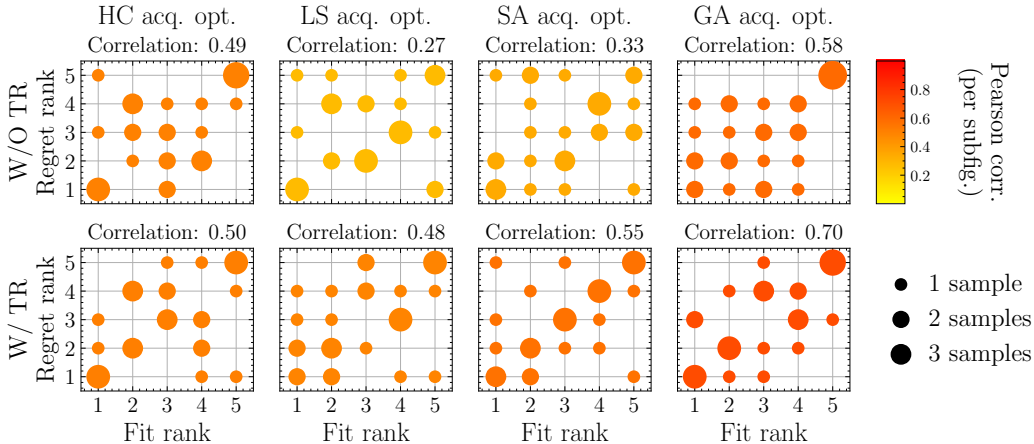 HC acq. opt. LS acq. opt. SA acq. opt. GA acq. opt.
Correlation: 0.49 Correlation: 0.27 Correlation: 0.33 Correlation: 0.58
W/O TR
Regret rank
5
4
3
2
1
0.8
0.6
0.4
0.2
Pearson corr.
(per subfig.)
Correlation: 0.50 Correlation: 0.48 Correlation: 0.55 Correlation: 0.70
W/ TR
Regret rank
5
4
3
2
1
1 2 3 4 5 1 2 3 4 5 1 2 3 4 5 1 2 3 4 5
Fit rank Fit rank Fit rank Fit rank
1 sample
2 samples
3 samples